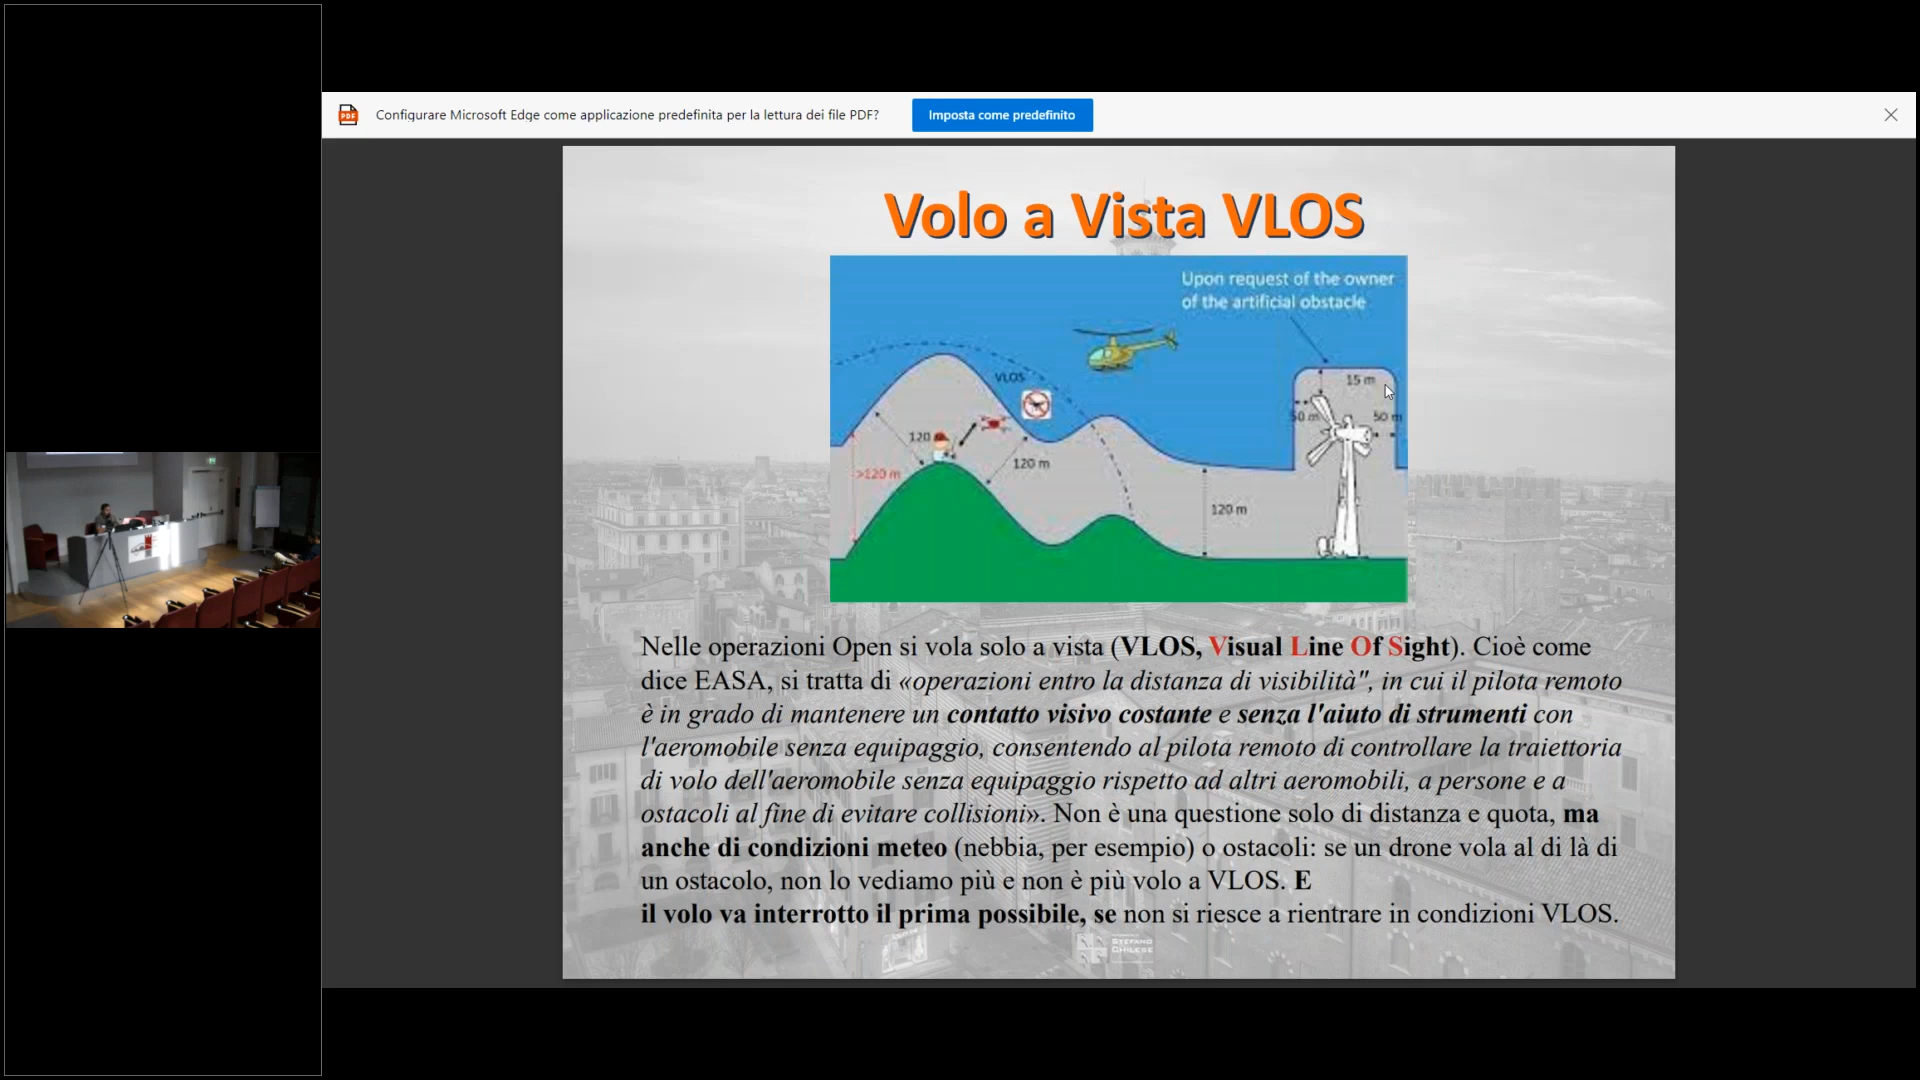 Configurare Microsoft Edge come applicazione predefinita per la lettura dei file PDF?
Imposta come predefinito
Volo a Vista VLOS
Upon request of the owner
of the artificial obstacle
VLOS
15 m
50 m
50 m
120
120 m
>120 m
120 m
Nelle operazioni Open si vola solo a vista (VLOS, Visual Line Of Sight). Cioè come
dice EASA, si tratta di «operazioni entro la distanza di visibilità", in cui il pilota remoto
è in grado di mantenere un contatto visivo costante e senza l'aiuto di strumenti con
l'aeromobile senza equipaggio, consentendo al pilota remoto di controllare la traiettoria
di volo dell'aeromobile senza equipaggio rispetto ad altri aeromobili, a persone e a
ostacoli al fine di evitare collisioni». Non è una questione solo di distanza e quota, ma
anche di condizioni meteo (nebbia, per esempio) o ostacoli: se un drone vola al di là di
un ostacolo, non lo vediamo più e non è più volo a VLOS. E
il volo va interrotto il prima possibile, se non si riesce a rientrare in condizioni VLOS.
STEFANO
CHILESE